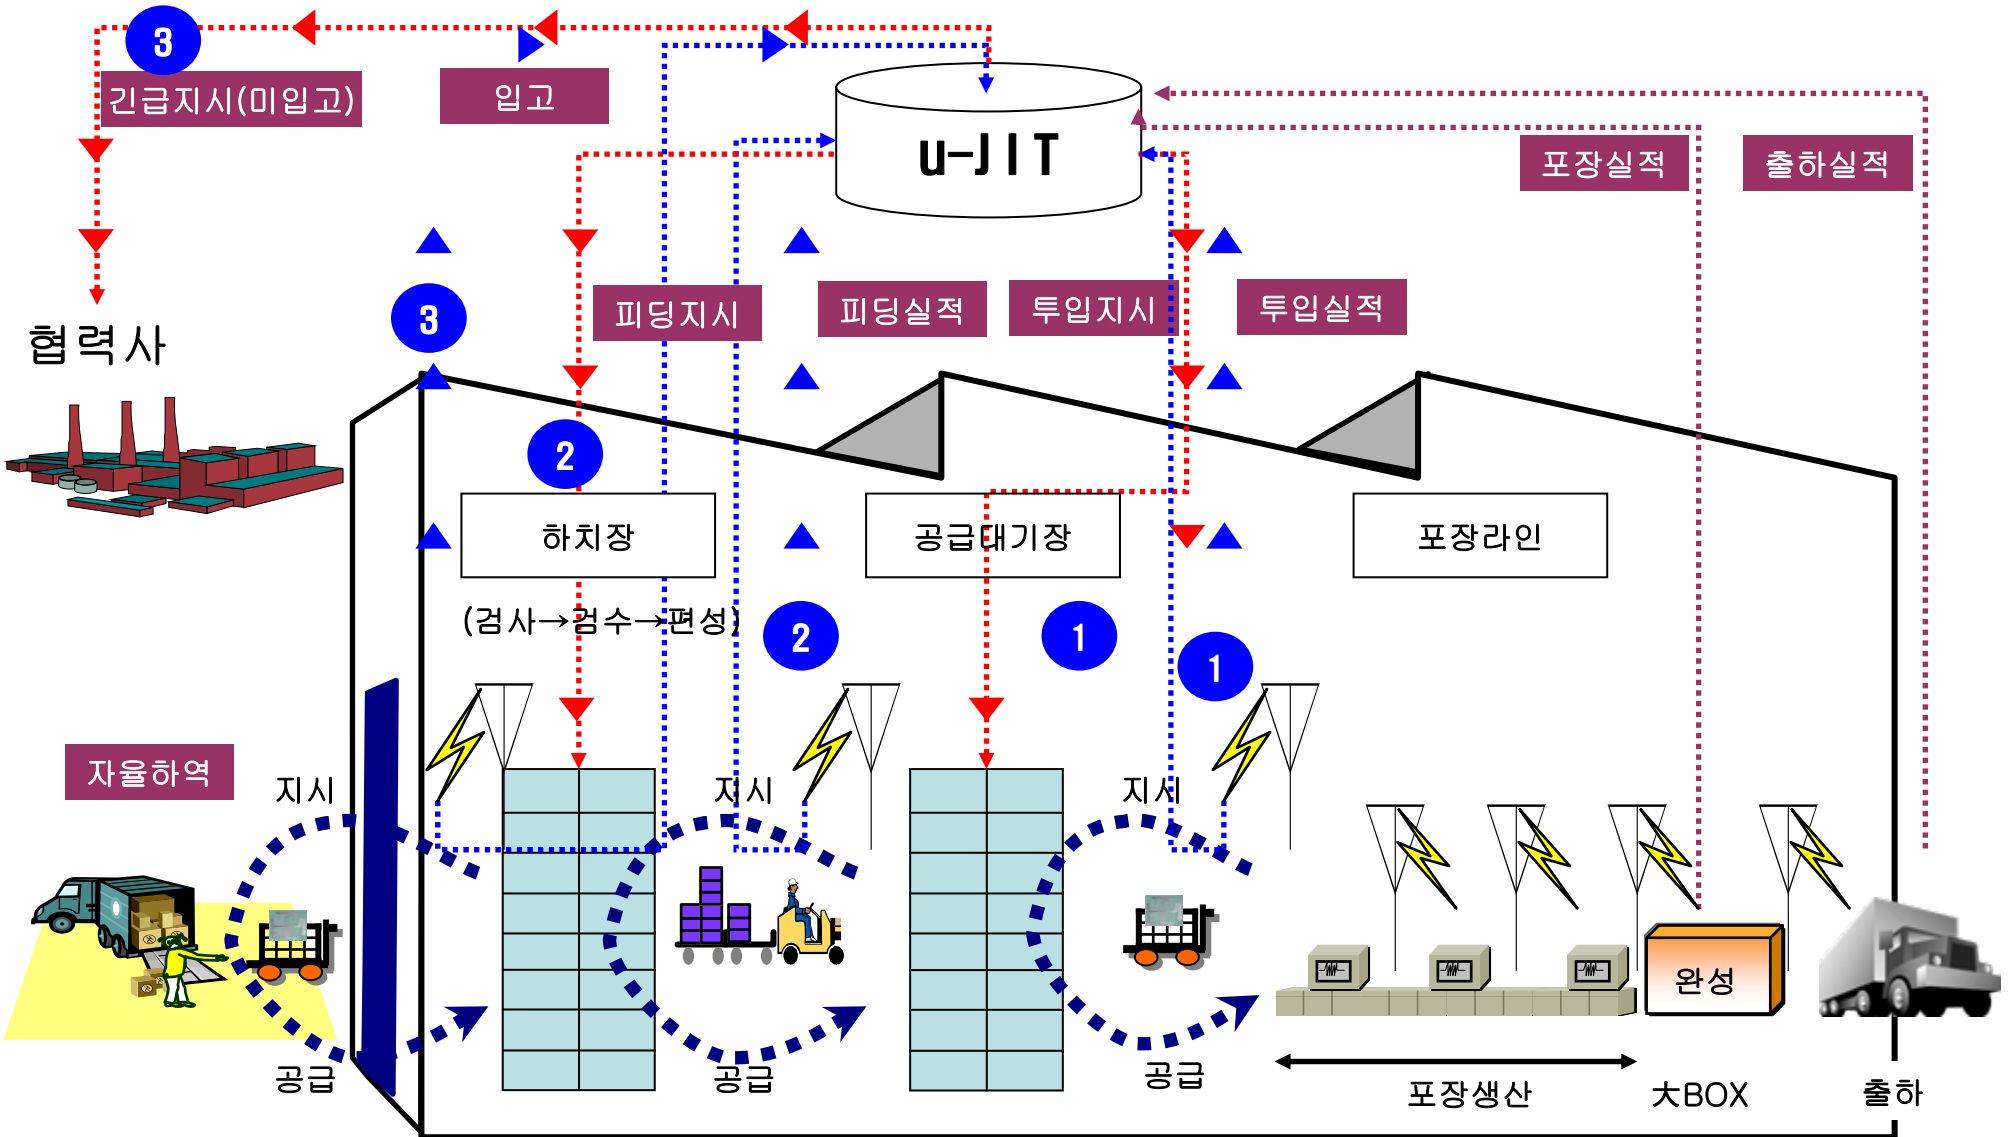 3
긴급지시(미입고)
입고
u-JIT
포장실적
출하실적
3
피딩지시
피딩실적
투입지시
투입실적
협력사
2
하치장
공급대기장
포장라인
(검사→검수→편성)
2
1
1
자율하역
지시
지시
지시
완성
공급
공급
공급
포장생산
大BOX
출하